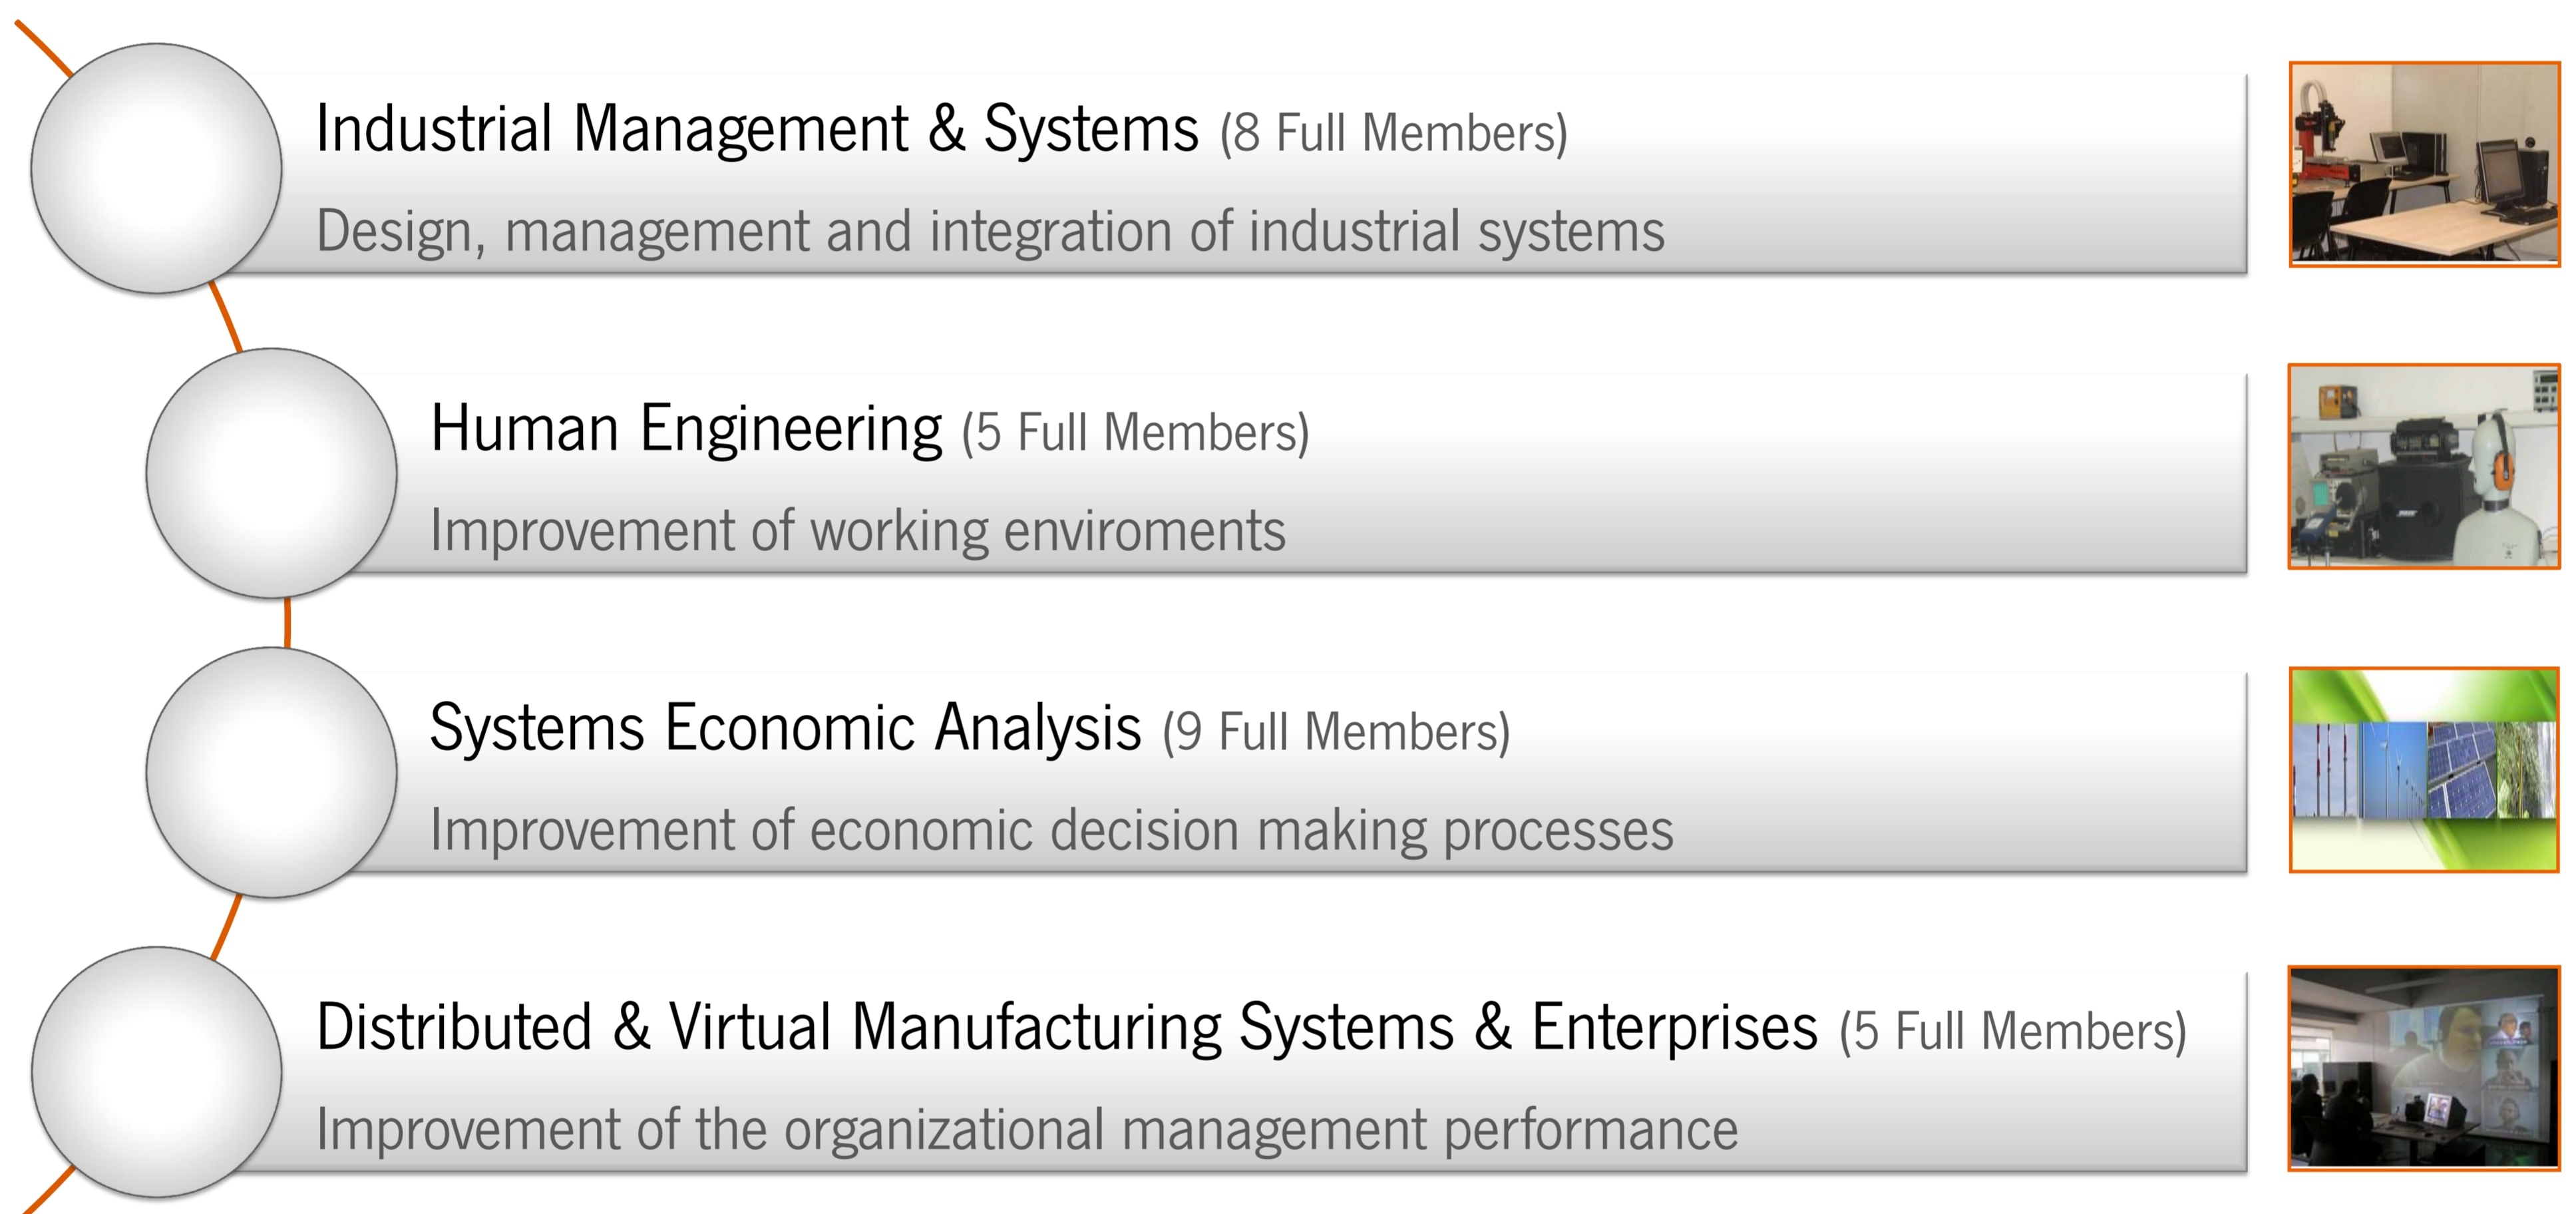 Industrial Management & Systems (8 Full Members)
Design, management and integration of industrial systems
Human Engineering (5 Full Members)
Improvement of working enviroments
Systems Economic Analysis (9 Full Members)
Improvement of economic decision making processes
Distributed & Virtual Manufacturing Systems & Enterprises (5 Full Members)
Improvement of the organizational management performance